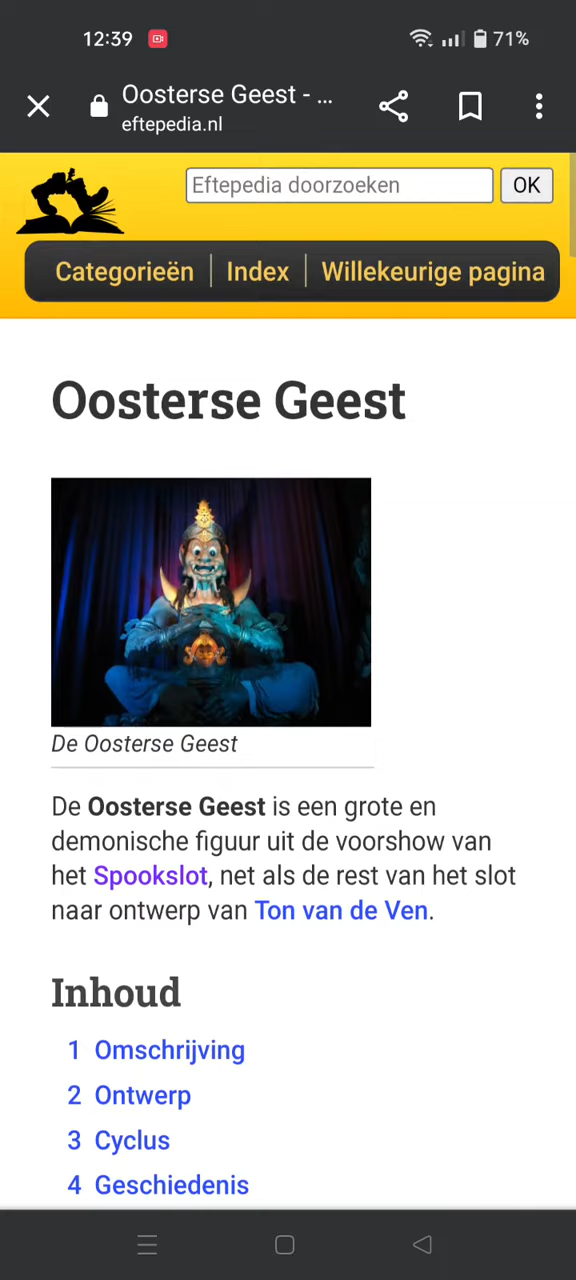 12:39
71%
Oosterse Geest - ...
eftepedia.nl
Eftepedia doorzoeken
OK
Categorieën
Index
Willekeurige pagina
Oosterse Geest
De Oosterse Geest
De Oosterse Geest is een grote en
demonische figuur uit de voorshow van
het Spookslot, net als de rest van het slot
naar ontwerp van Ton van de Ven.
Inhoud
1 Omschrijving
2 Ontwerp
3 Cyclus
4 Geschiedenis